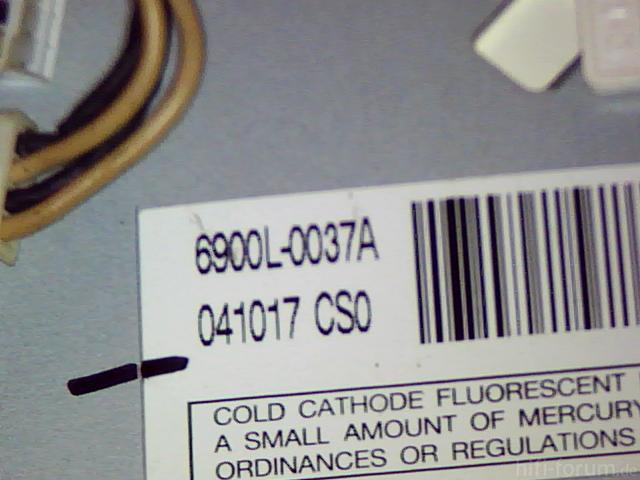 6900L-0037A
041017 CS0
COLD CATHODE FLUORESCENT
A SMALL AMOUNT OF MERCURY
ORDINANCES OR REGULATIONS
hifi-forum.de